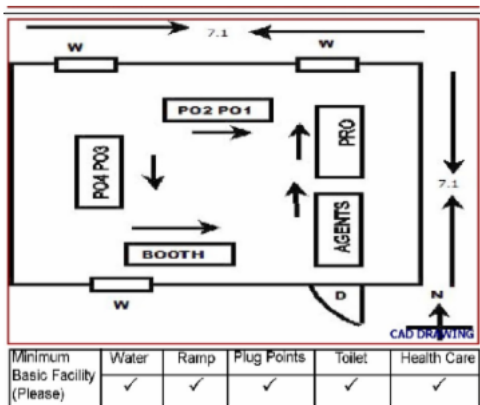 7.1
W
W
PO2 PO1
PRO
PO4 PO3
7.1
AGENTS
BOOTH
W
D
N
CAD DRAWING
Minimum Basic Facility (Please)
Water
Ramp
Plug Points
Toilet
Health Care
✓ ✓ ✓ ✓ ✓